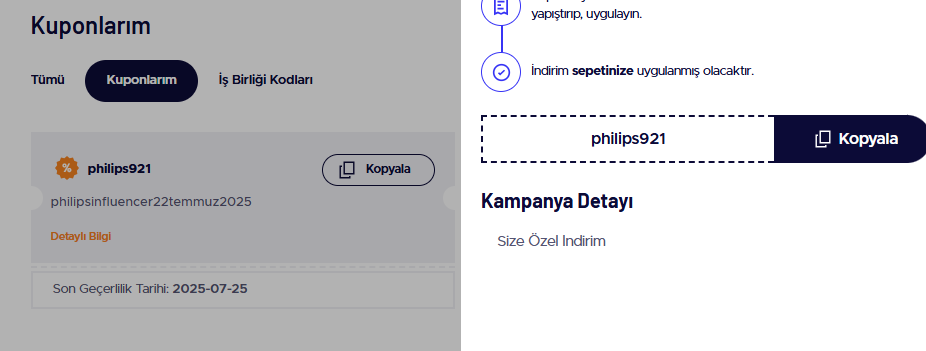 Kuponlarım
Tümü
Kuponlarım
İş Birliği Kodları
%
philips921
Kopyala
philipsinfluencer22temmuz2025
Detaylı Bilgi
Son Geçerlilik Tarihi: 2025-07-25
yapıştırıp, uygulayın.
İndirim sepetinize uygulanmış olacaktır.
philips921
Kopyala
Kampanya Detayı
Size Özel Indirim